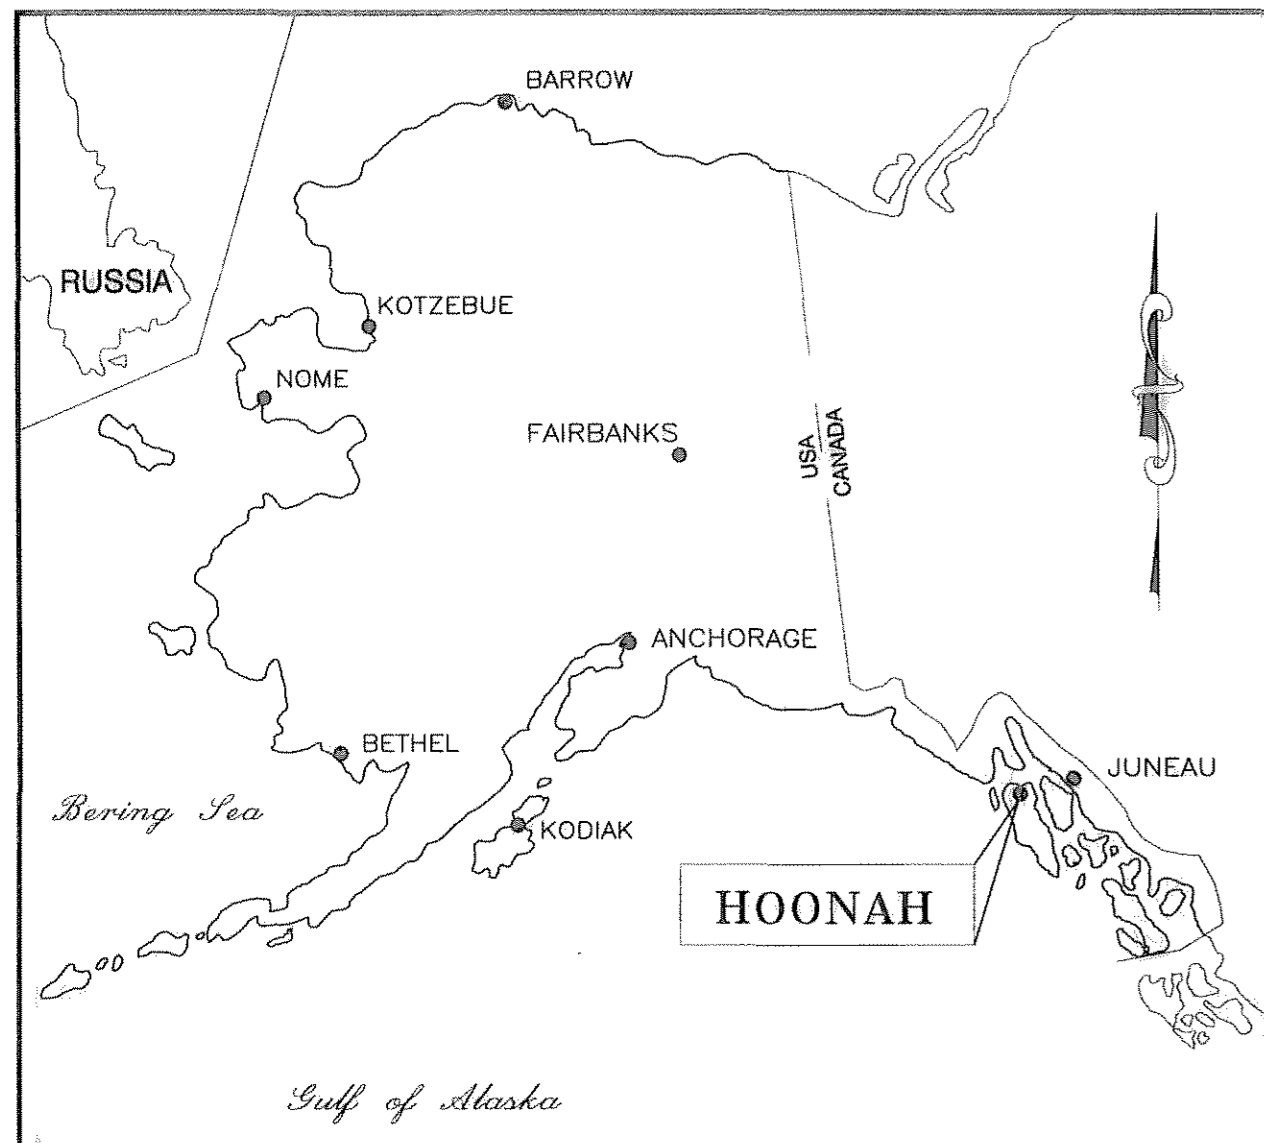 BARROW
RUSSIA
KOTZEBUE
NOME
FAIRBANKS
USA
CANADA
ANCHORAGE
BETHEL
JUNEAU
Bering Sea
KODIAK
HOONAH
Gulf of Alaska